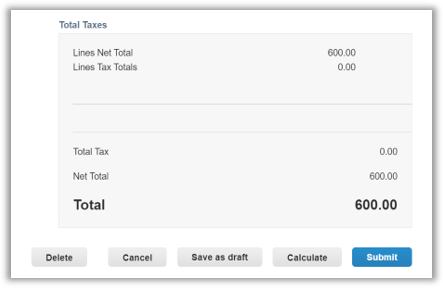 Total Taxes
Lines Net Total 600.00
Lines Tax Totals 0.00
Total Tax 0.00
Net Total 600.00
Total 600.00
Delete Cancel Save as draft Calculate Submit